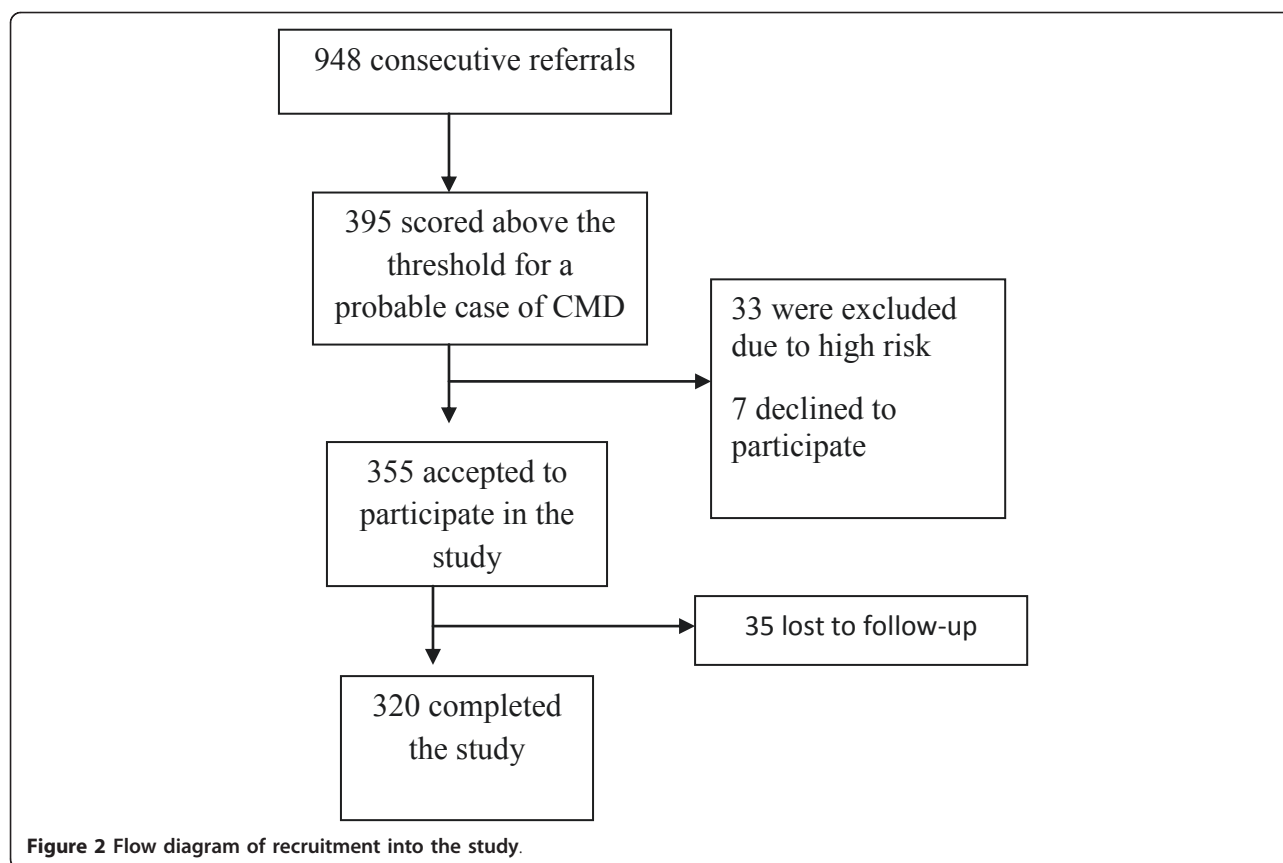 948 consecutive referrals
395 scored above the
threshold for a
probable case of CMD
33 were excluded
due to high risk
7 declined to
participate
355 accepted to
participate in the
study
35 lost to follow-up
320 completed
the study
Figure 2 Flow diagram of recruitment into the study.